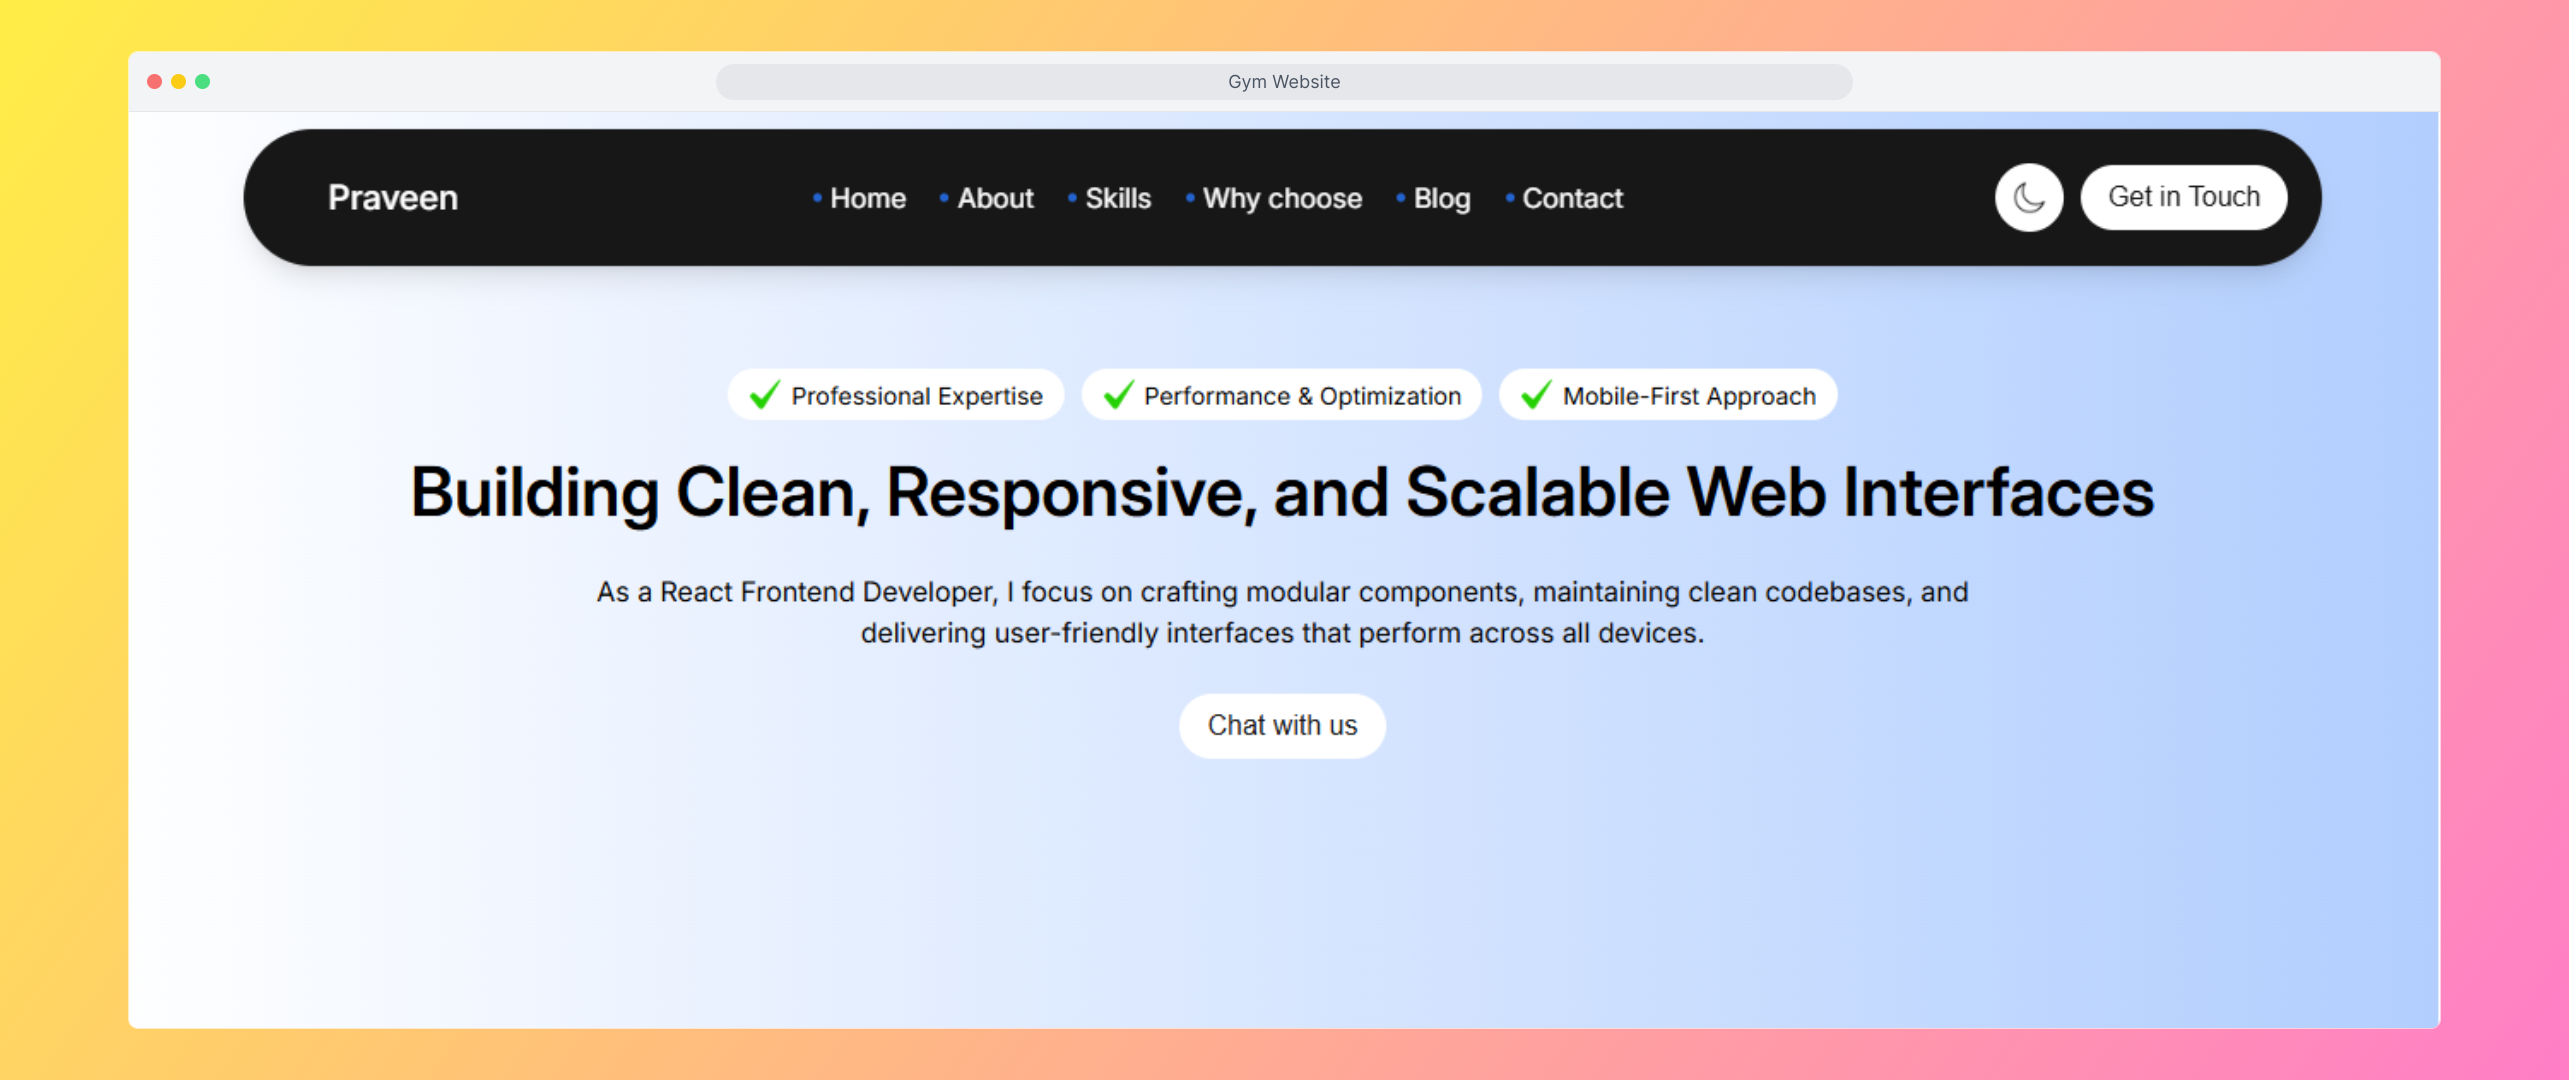 Gym Website
Praveen
Home
About
Skills
Why choose
Blog
Contact
Get in Touch
Professional Expertise
Performance & Optimization
Mobile-First Approach
Building Clean, Responsive, and Scalable Web Interfaces
As a React Frontend Developer, I focus on crafting modular components, maintaining clean codebases, and
delivering user-friendly interfaces that perform across all devices.
Chat with us